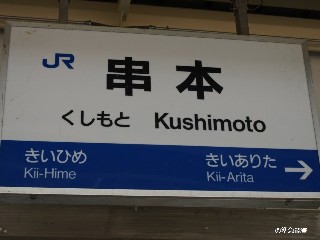 JR 串本
くしもと Kushimoto
きいひめ きいありた
Kii-Hime Kii-Arita →